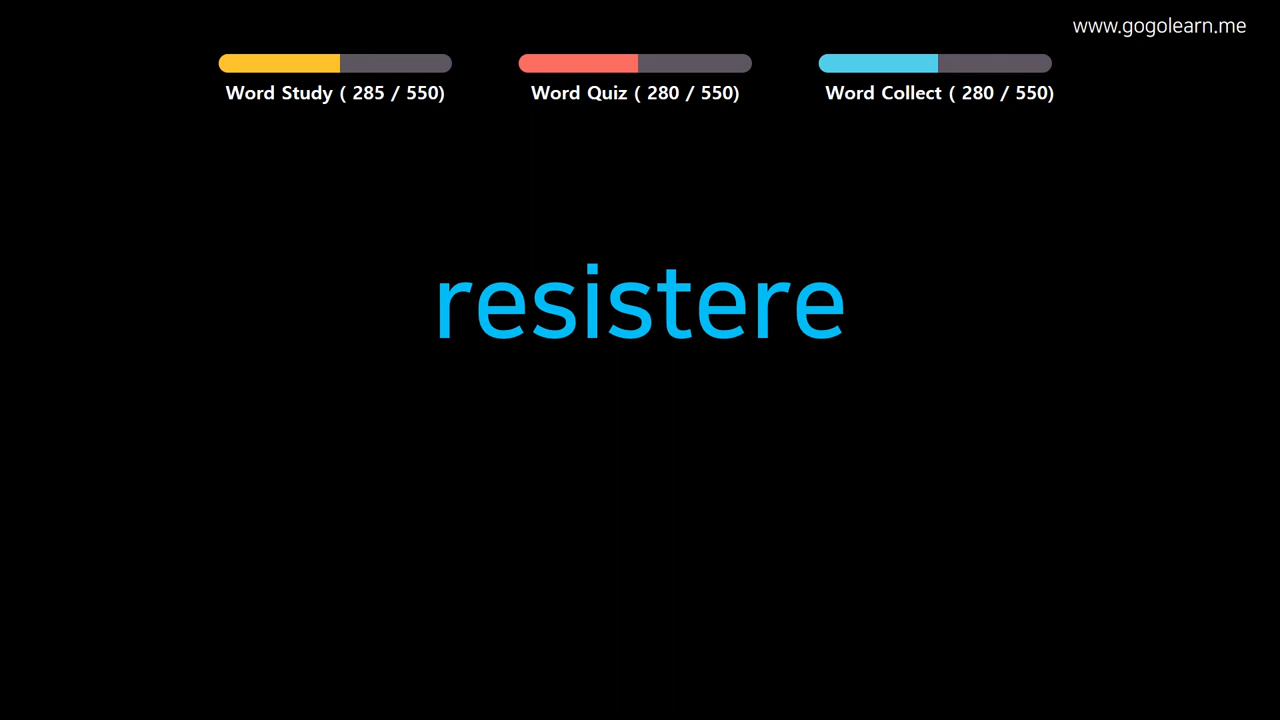 www.gogolearn.me
Word Study ( 285 / 550)
Word Quiz ( 280 / 550)
Word Collect ( 280 / 550)
resistere